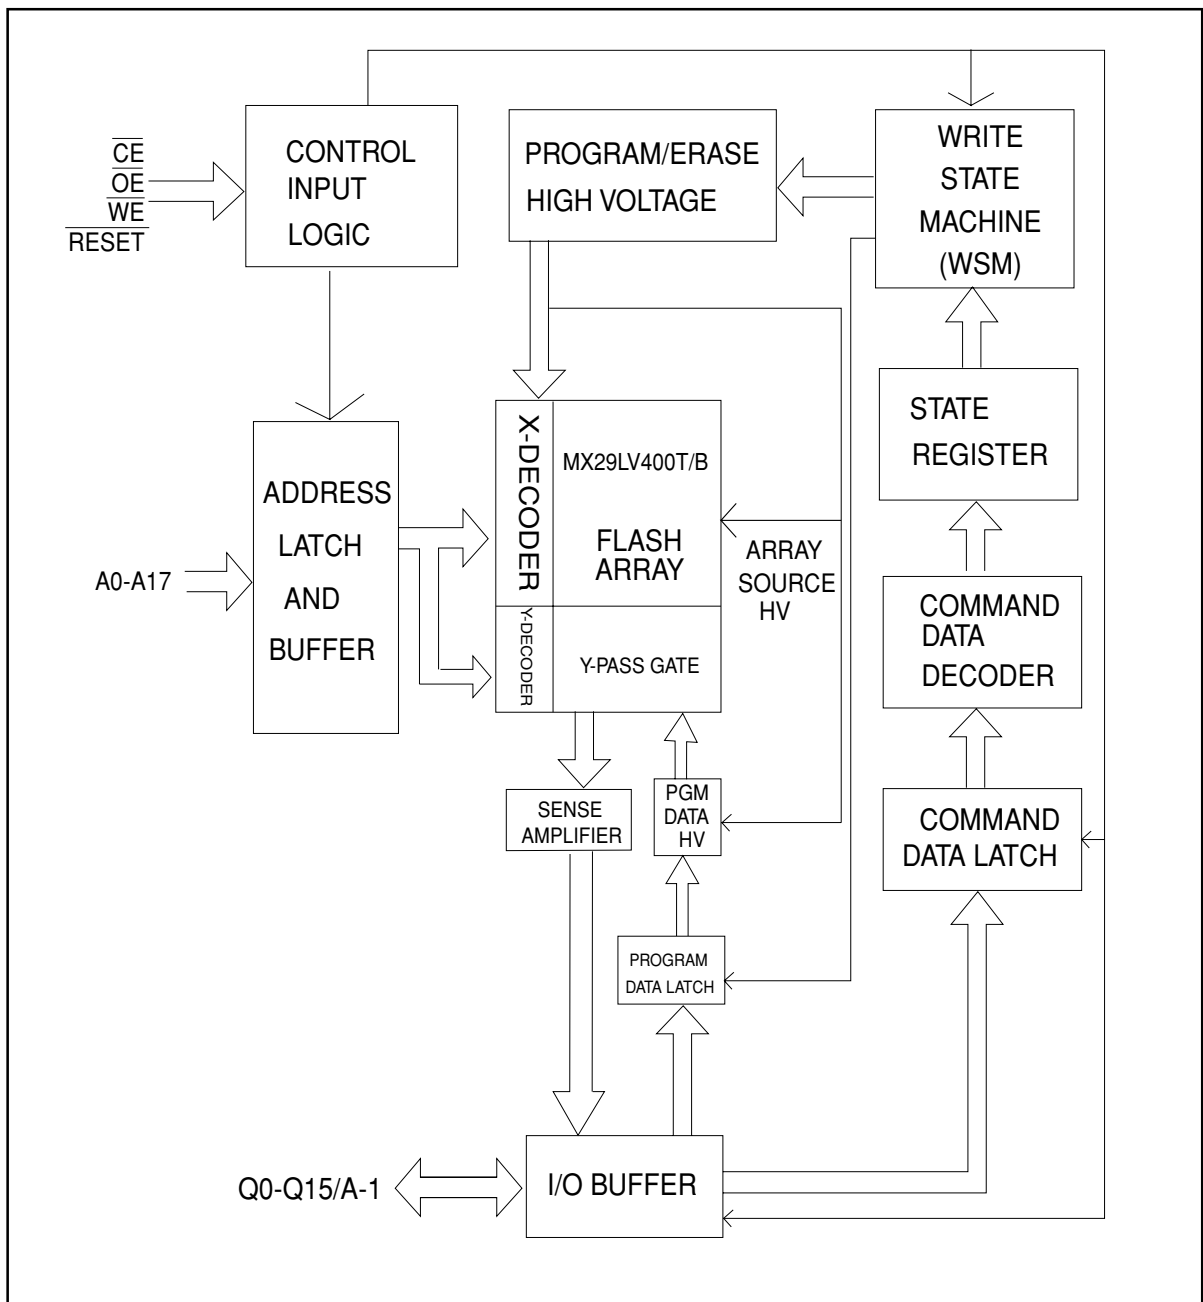 CE
OE
WE
RESET
CONTROL
INPUT
LOGIC
PROGRAM/ERASE
HIGH VOLTAGE
WRITE
STATE
MACHINE
(WSM)
STATE
REGISTER
ADDRESS
LATCH
AND
BUFFER
A0-A17
X-DECODER
MX29LV400T/B
FLASH
ARRAY
ARRAY
SOURCE
HV
Y-DECODER
Y-PASS GATE
COMMAND
DATA
DECODER
SENSE
AMPLIFIER
PGM
DATA
HV
COMMAND
DATA LATCH
PROGRAM
DATA LATCH
Q0-Q15/A-1
I/O BUFFER